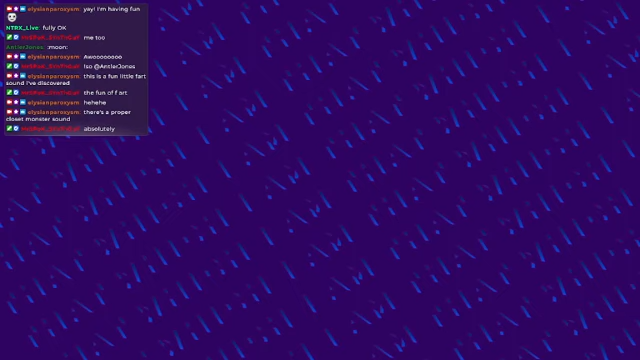 elysianparoxysm: yay! I'm having fun
NTRX_Live: fully OK
me too
AntlerJones: :moon:
elysianparoxysm: Awoooooooo
lso @AntlerJones
elysianparoxysm: this is a fun little fart
sound I've discovered
the fun of f art
elysianparoxysm: hehehe
elysianparoxysm: there's a proper
closet monster sound
absolutely